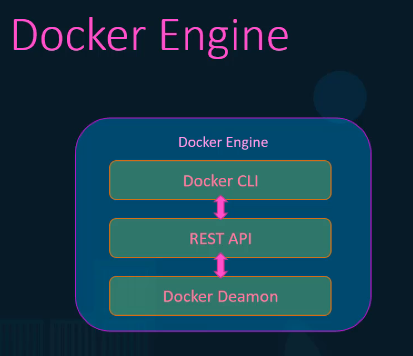 Docker Engine
Docker Engine
Docker CLI
REST API
Docker Deamon